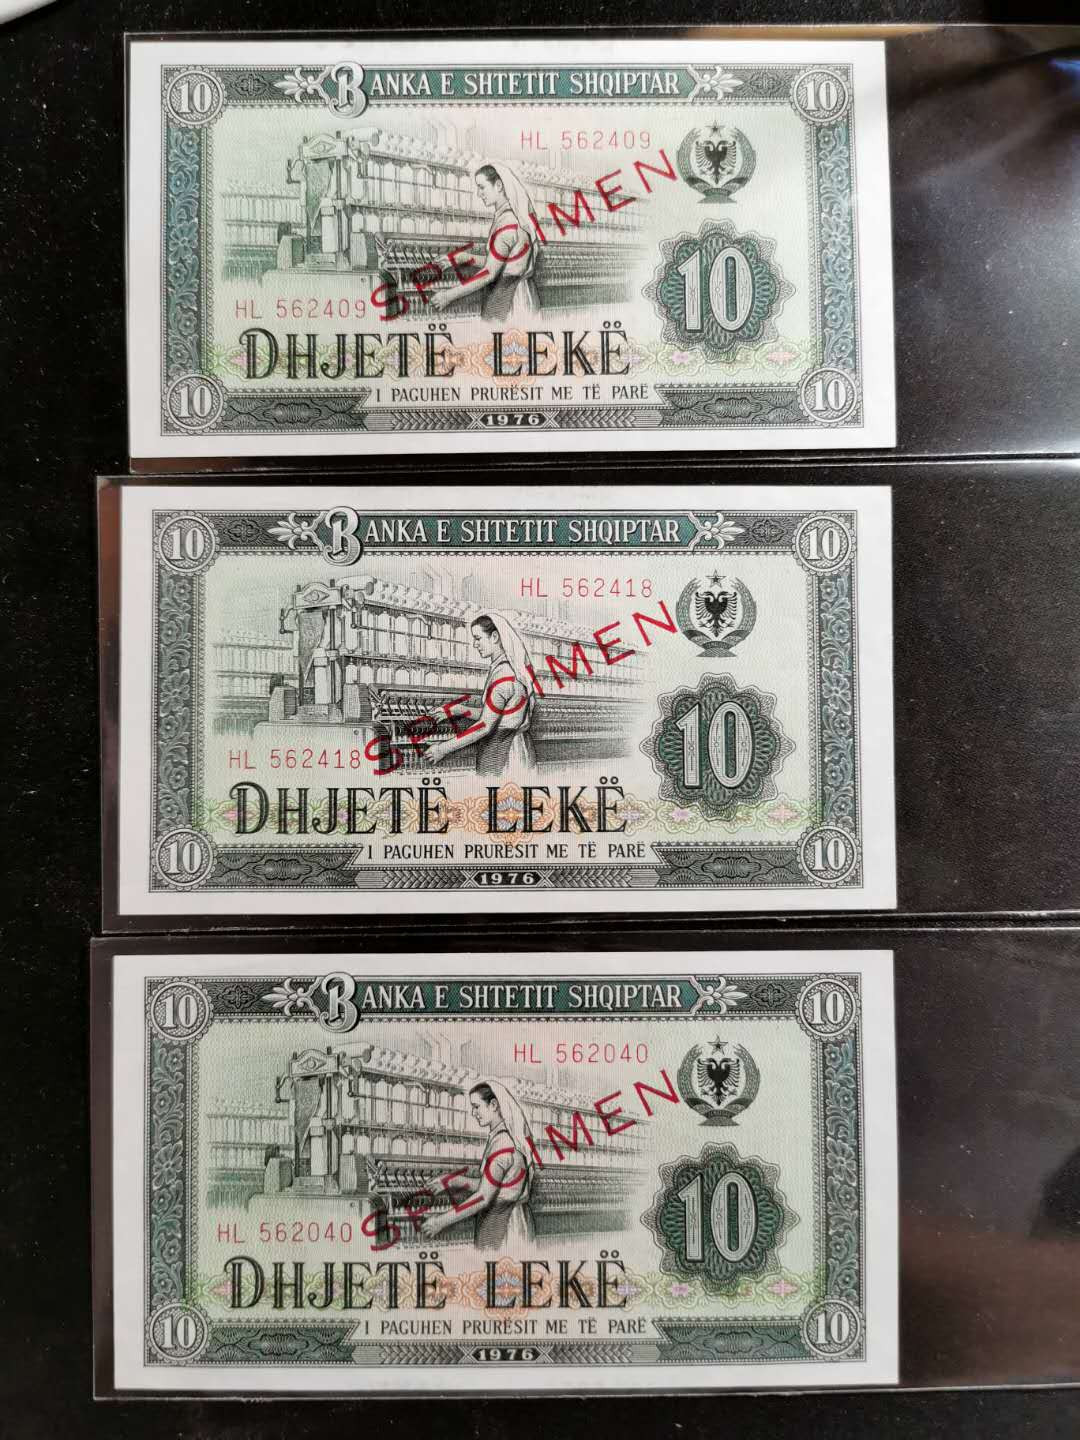 10 BANKA E SHTETIT SHQIPTAR 10
HL 562409
SPECIMEN
10
HL 562409
DHJETË LEKË
10 I PAGUHEN PRURËSIT ME TË PARË 10
1976
10 BANKA E SHTETIT SHQIPTAR 10
HL 562418
SPECIMEN
10
HL 562418
DHJETË LEKË
10 I PAGUHEN PRURËSIT ME TË PARË 10
1976
10 BANKA E SHTETIT SHQIPTAR 10
HL 562040
SPECIMEN
10
HL 562040
DHJETË LEKË
10 I PAGUHEN PRURËSIT ME TË PARË 10
1976